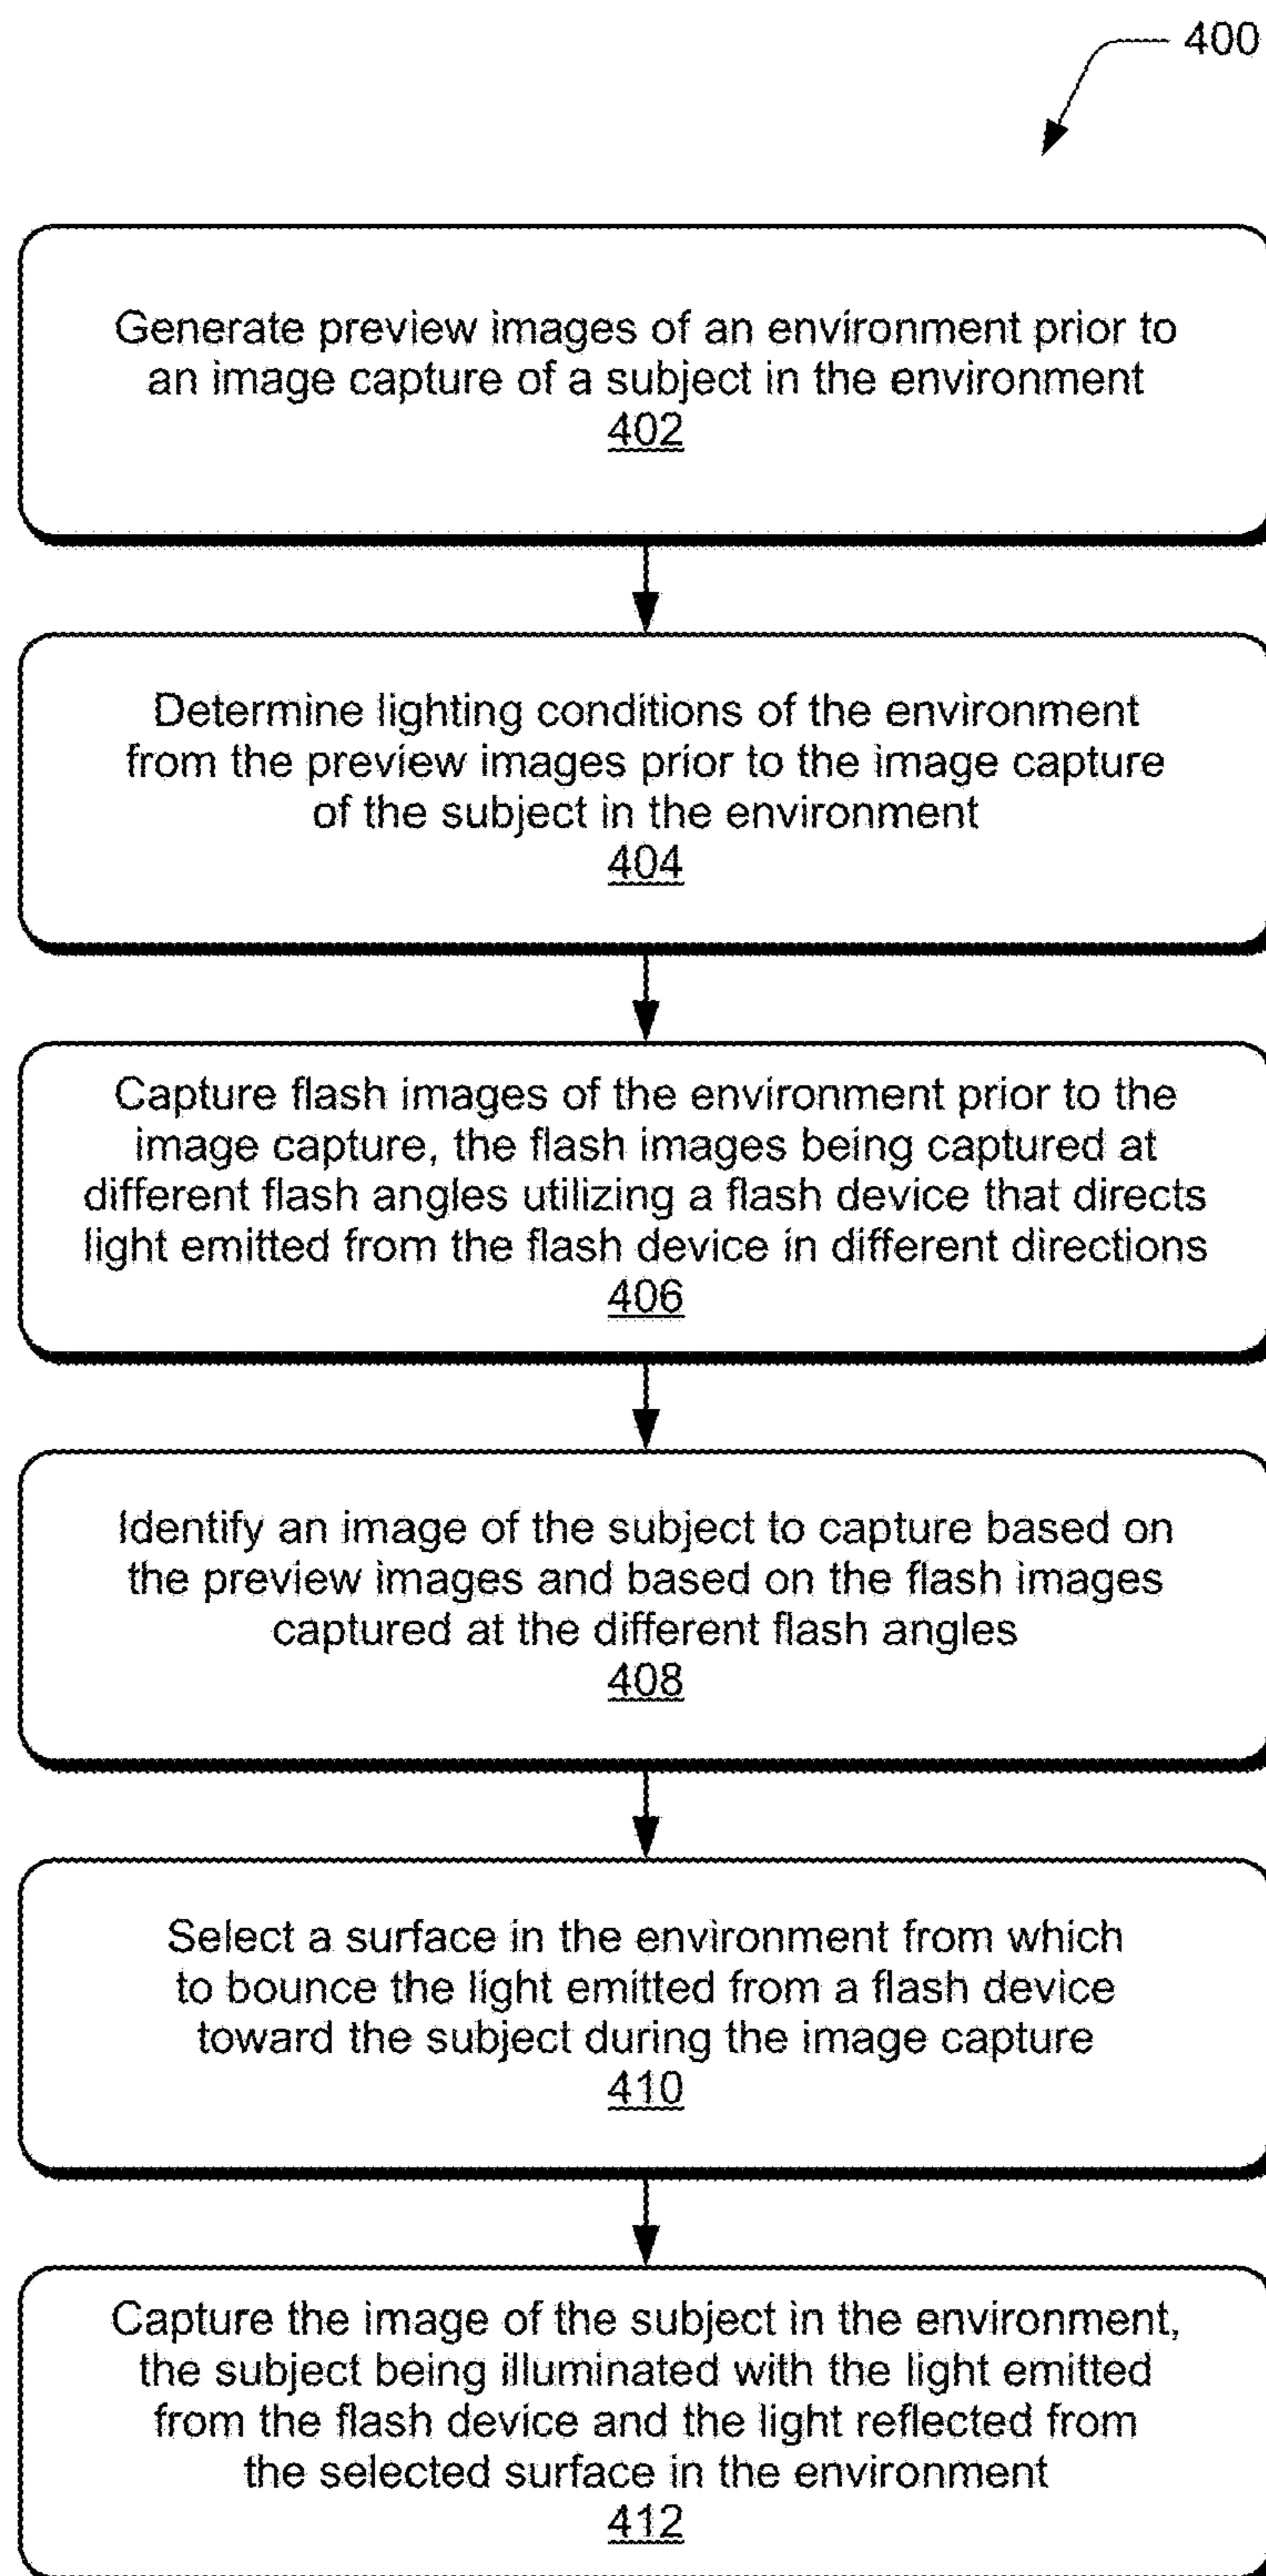 400
Generate preview images of an environment prior to
an image capture of a subject in the environment
402
Determine lighting conditions of the environment
from the preview images prior to the image capture
of the subject in the environment
404
Capture flash images of the environment prior to the
image capture, the flash images being captured at
different flash angles utilizing a flash device that directs
light emitted from the flash device in different directions
406
Identify an image of the subject to capture based on
the preview images and based on the flash images
captured at the different flash angles
408
Select a surface in the environment from which
to bounce the light emitted from a flash device
toward the subject during the image capture
410
Capture the image of the subject in the environment,
the subject being illuminated with the light emitted
from the flash device and the light reflected from
the selected surface in the environment
412